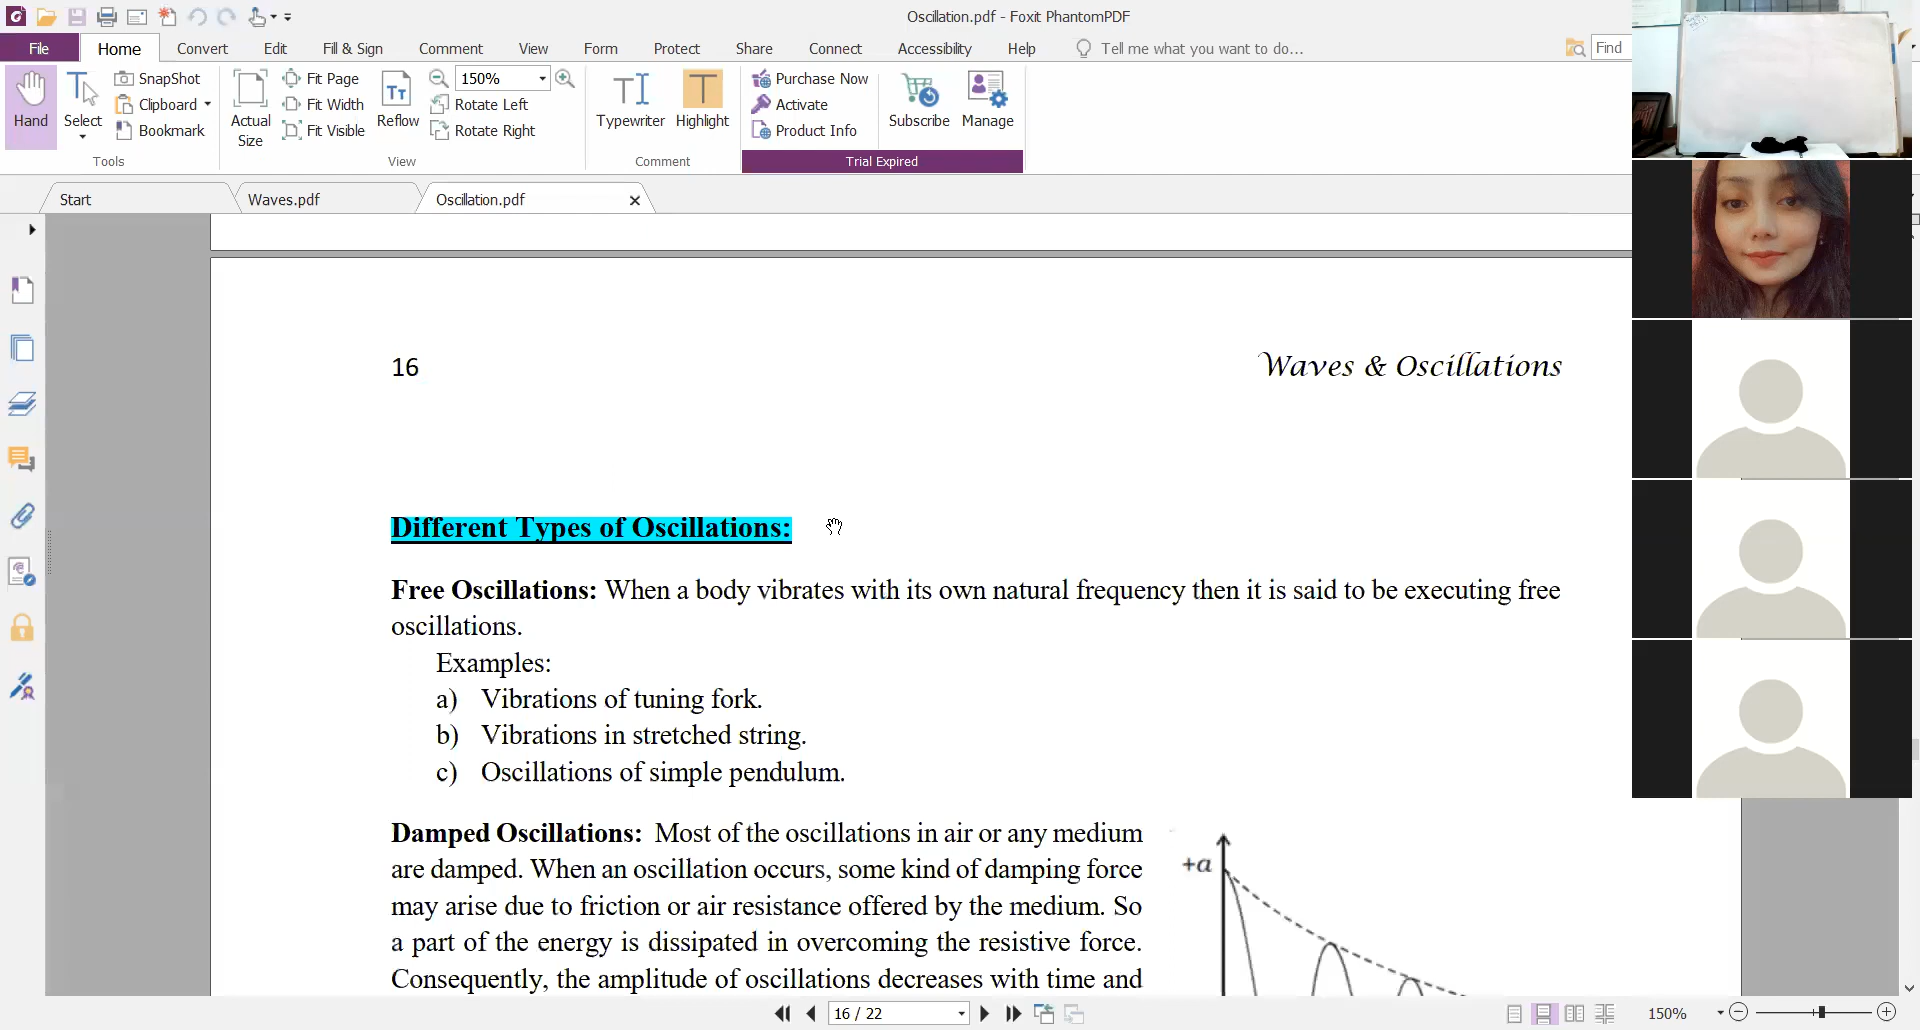 Oscillation.pdf - Foxit PhantomPDF
File Home Convert Edit Fill & Sign Comment View Form Protect Share Connect Accessibility Help Tell me what you want to do... Find
Hand
Select
SnapShot
Clipboard
Bookmark
Tools
Actual Size
Fit Page
Fit Width
Fit Visible
Reflow
150%
Rotate Left
Rotate Right
View
Typewriter
Highlight
Comment
Purchase Now
Activate
Product Info
Subscribe
Manage
Trial Expired
Start Waves.pdf Oscillation.pdf
16 Waves & Oscillations
Different Types of Oscillations:
Free Oscillations: When a body vibrates with its own natural frequency then it is said to be executing free
oscillations.
Examples:
a) Vibrations of tuning fork.
b) Vibrations in stretched string.
c) Oscillations of simple pendulum.
Damped Oscillations: Most of the oscillations in air or any medium
are damped. When an oscillation occurs, some kind of damping force
may arise due to friction or air resistance offered by the medium. So
a part of the energy is dissipated in overcoming the resistive force.
Consequently, the amplitude of oscillations decreases with time and
+a
16 / 22
150%